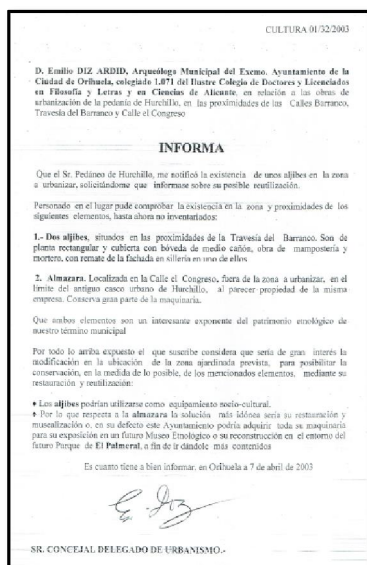 CULTURA 01/32/2003
D. Emilio DIZ ARDID, Arqueólogo Municipal del Excmo. Ayuntamiento de la
Ciudad de Orihuela, colegiado 1.071 del Ilustre Colegio de Doctores y Licenciados
en Filosofía y Letras y en Ciencias de Alicante, en relación a las obras de
urbanización de la pedanía de Hurchillo, en las proximidades de las Calles Barranco,
Travesía del Barranco y Calle el Congreso
INFORMA
Que el Sr. Pedáneo de Hurchillo, me notificó la existencia de unos aljibes en la zona
a urbanizar, solicitándome que informase sobre su posible reutilización.
Personado en el lugar pude comprobar la existencia en la zona y proximidades de los
siguientes elementos, hasta ahora no inventariados:
1.- Dos aljibes, situados en las proximidades de la Travesía del Barranco. Son de
planta rectangular y cubierta con bóveda de medio cañón, obra de mampostería y
mortero, con remate de la fachada en sillería en uno de ellos
2. Almazara. Localizada en la Calle el Congreso, fuera de la zona a urbanizar, en el
límite del antiguo casco urbano de Hurchillo, al parecer propiedad de la misma
empresa. Conserva gran parte de la maquinaria.
Que ambos elementos son un interesante exponente del patrimonio etnológico de
nuestro término municipal
Por todo lo arriba expuesto el que suscribe considera que sería de gran interés la
modificación en la ubicación de la zona ajardinada prevista, para posibilitar la
conservación, en la medida de lo posible, de los mencionados elementos, mediante su
restauración y reutilización:
♦ Los aljibes podrían utilizarse como equipamiento socio-cultural.
♦ Por lo que respecta a la almazara la solución más idónea sería su restauración y
musealización o, en su defecto este Ayuntamiento podría adquirir toda su maquinaria
para su exposición en un futuro Museo Etnológico o su reconstrucción en el entorno del
futuro Parque de El Palmeral, a fin de ir dándole más contenidos
Es cuanto tiene a bien informar, en Orihuela a 7 de abril de 2003
E. Diz
SR. CONCEJAL DELEGADO DE URBANISMO.-